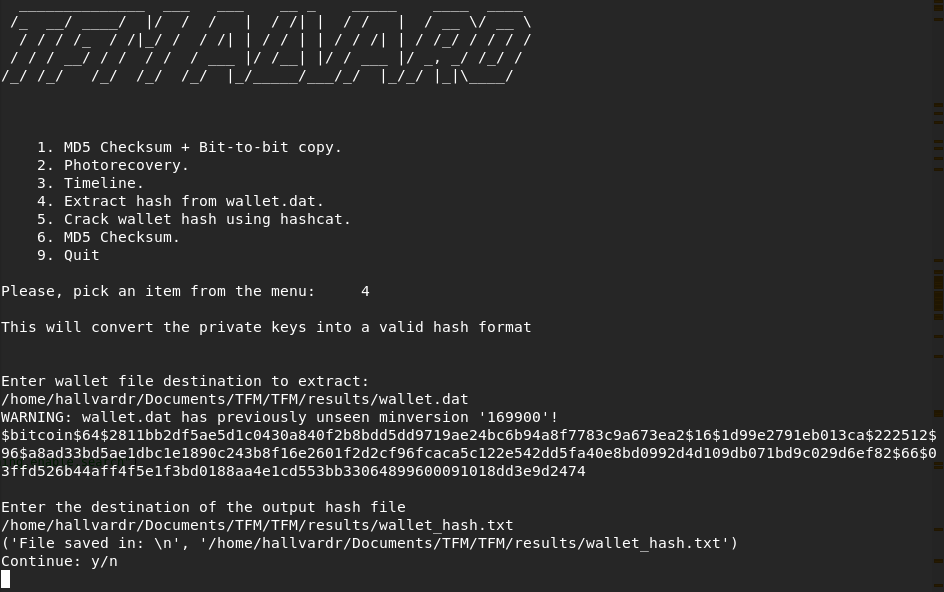 1. MD5 Checksum + Bit-to-bit copy.
2. Photorecovery.
3. Timeline.
4. Extract hash from wallet.dat.
5. Crack wallet hash using hashcat.
6. MD5 Checksum.
9. Quit
Please, pick an item from the menu: 4
This will convert the private keys into a valid hash format
Enter wallet file destination to extract:
/home/hallvardr/Documents/TFM/TFM/results/wallet.dat
WARNING: wallet.dat has previously unseen minversion '169900'!
$bitcoin$64$2811bb2df5ae5d1c0430a840f2b8bdd5dd9719ae24bc6b94a8f7783c9a673ea2$16$1d99e2791eb013ca$222512$
96$a8ad33bd5ae1dbc1e1890c243b8f16e2601f2d2cf96fcaca5c122e542dd5fa40e8bd0992d4d109db071bd9c029d6ef82$66$0
3ffd526b44aff4f5e1f3bd0188aa4e1cd553bb33064899600091018dd3e9d2474
Enter the destination of the output hash file
/home/hallvardr/Documents/TFM/TFM/results/wallet_hash.txt
('File saved in: \n', '/home/hallvardr/Documents/TFM/TFM/results/wallet_hash.txt')
Continue: y/n